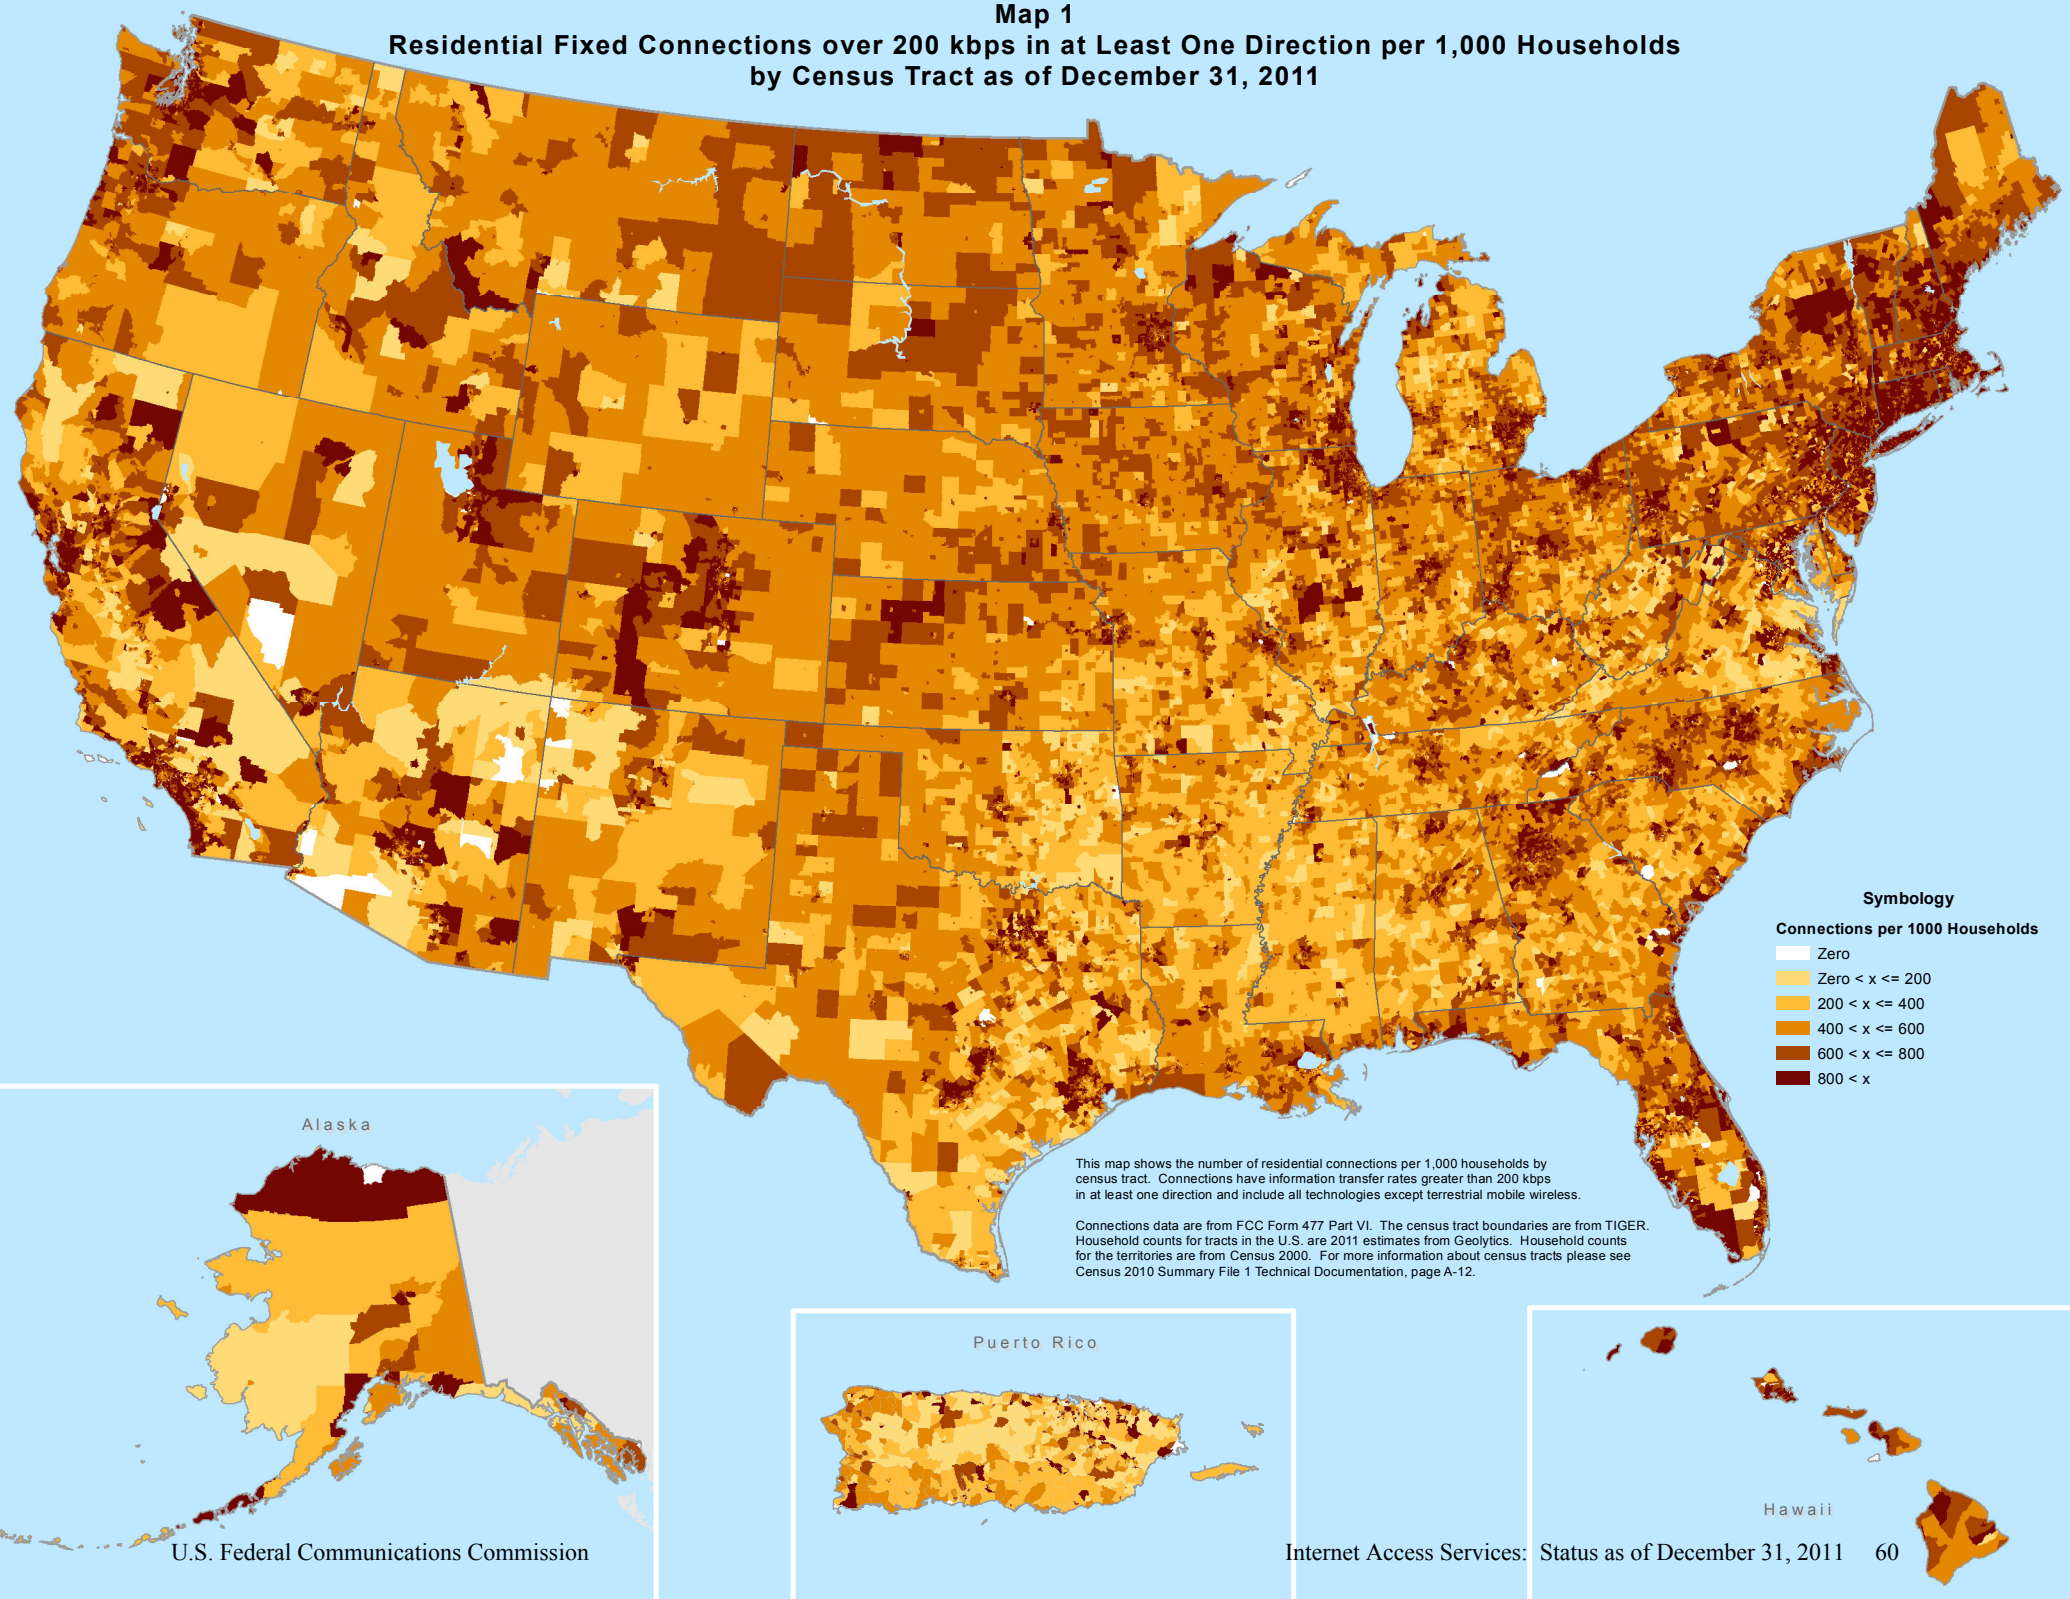 Map 1
Residential Fixed Connections over 200 kbps in at Least One Direction per 1,000 Households
by Census Tract as of December 31, 2011
Symbology
Connections per 1000 Households
Zero
Zero < x <= 200
200 < x <= 400
400 < x <= 600
600 < x <= 800
800 < x
Alaska
This map shows the number of residential connections per 1,000 households by
census tract. Connections have information transfer rates greater than 200 kbps
in at least one direction and include all technologies except terrestrial mobile wireless.
Connections data are from FCC Form 477 Part VI. The census tract boundaries are from TIGER.
Household counts for tracts in the U.S. are 2011 estimates from Geolytics. Household counts
for the territories are from Census 2000. For more information about census tracts please see
Census 2010 Summary File 1 Technical Documentation, page A-12.
Puerto Rico
Hawaii
U.S. Federal Communications Commission
Internet Access Services: Status as of December 31, 2011 60